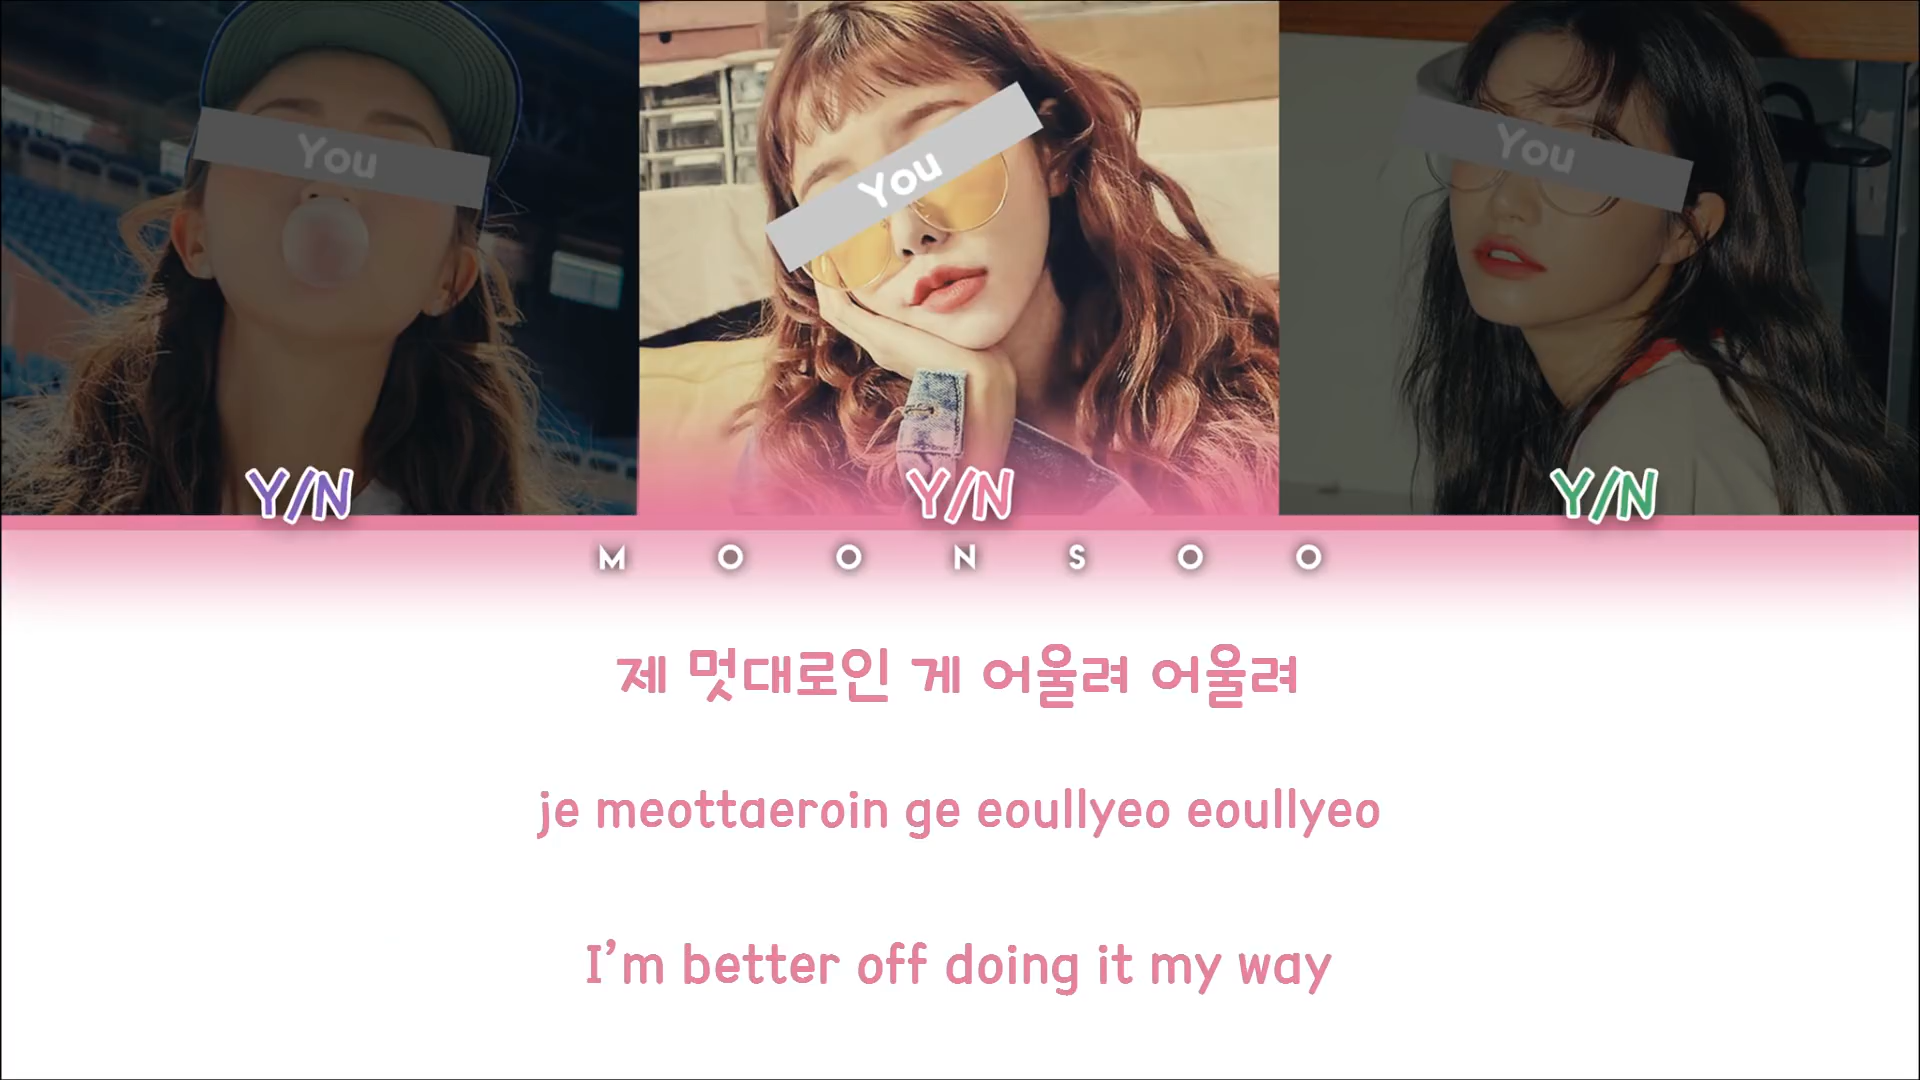 You
You
You
Y/N
Y/N
Y/N
M O O N S O O
제 멋대로인 게 어울려 어울려
je meottaeroin ge eoullyeo eoullyeo
I’m better off doing it my way